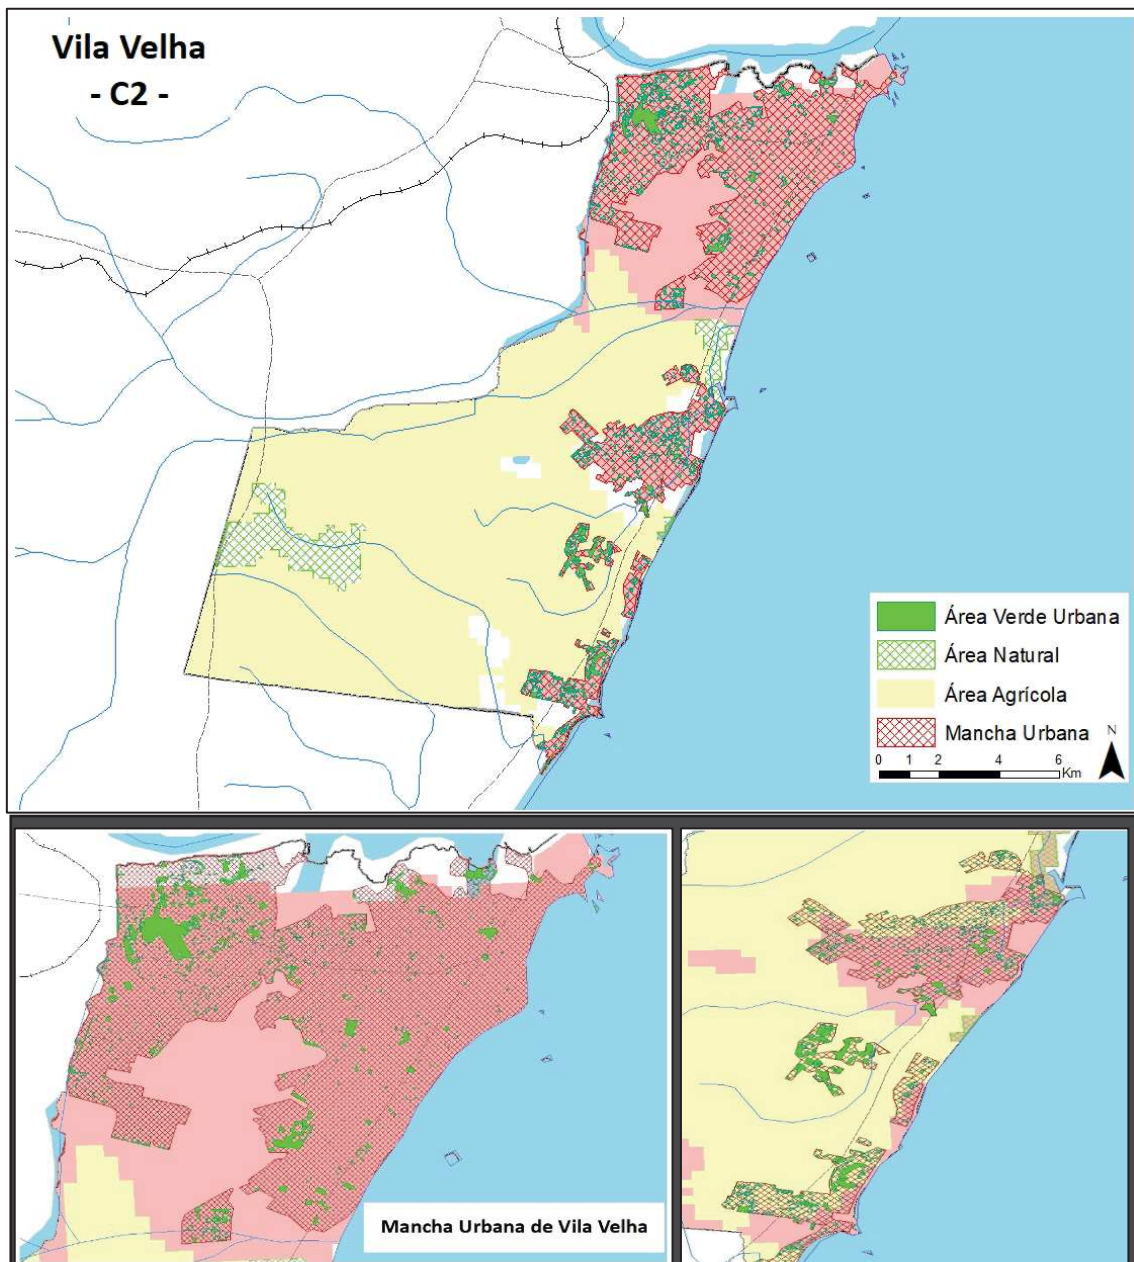 Vila Velha
- C2 -
Área Verde Urbana
Área Natural
Área Agrícola
Mancha Urbana
N
0 1 2 4 6
Km
Mancha Urbana de Vila Velha